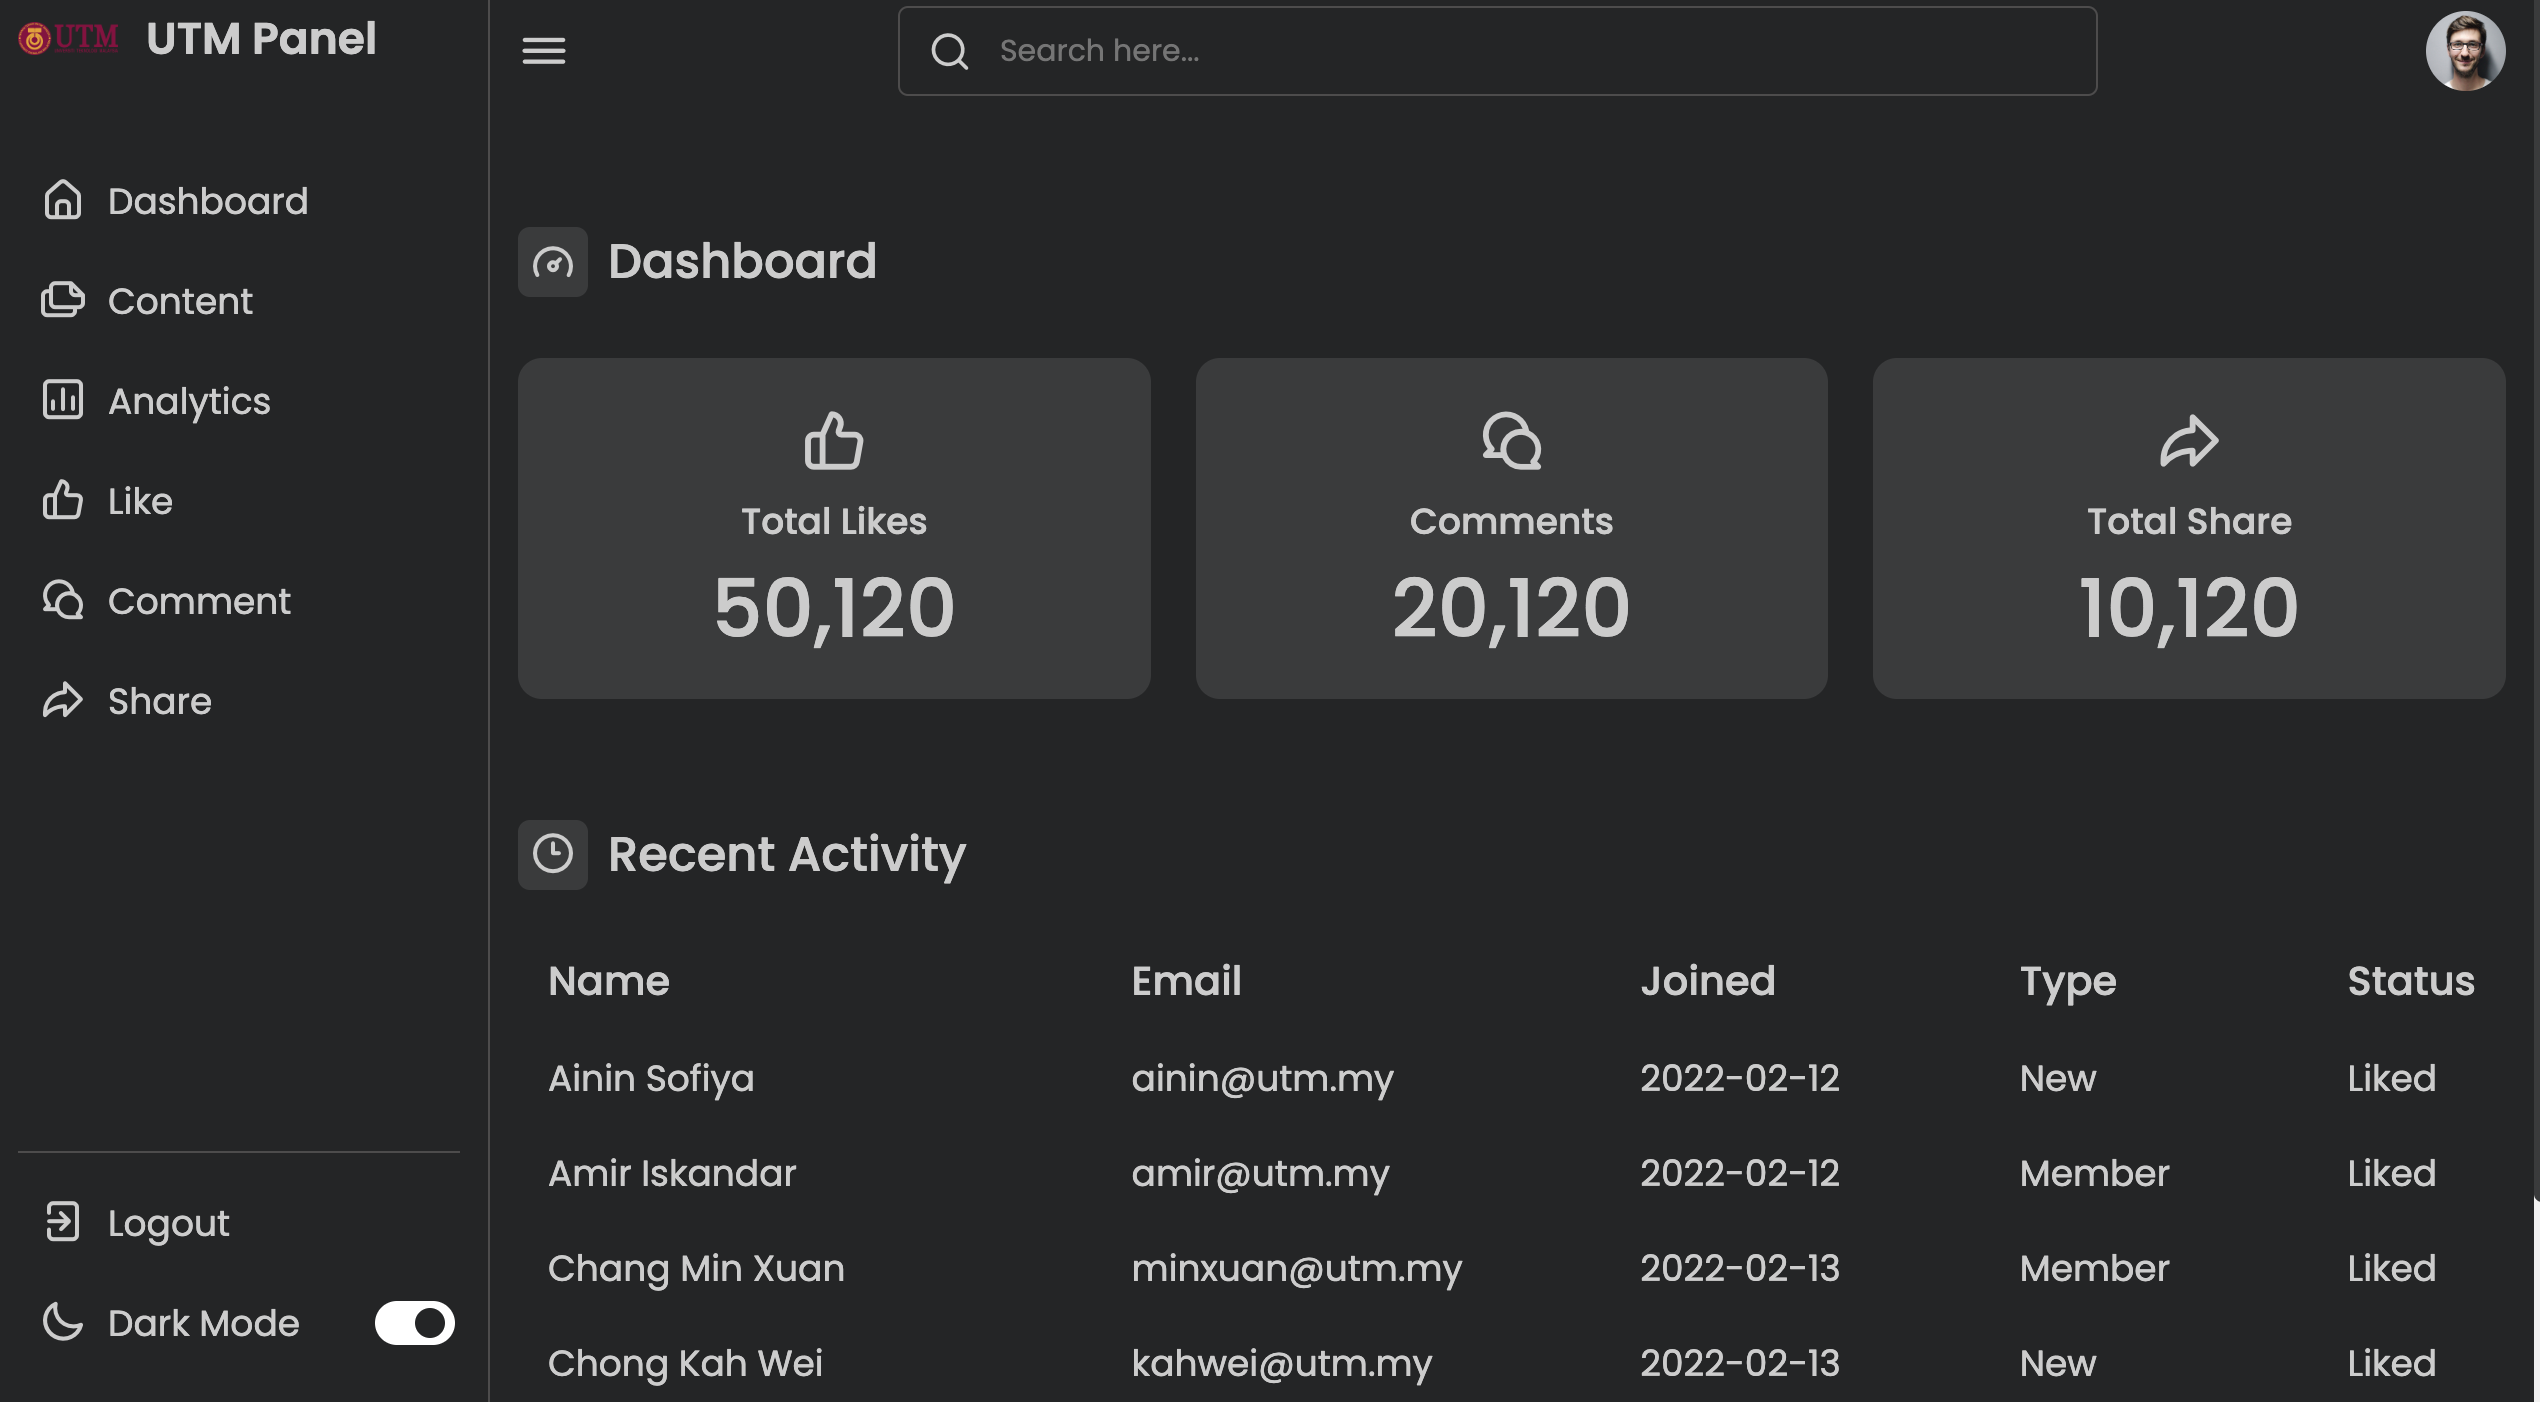 UTM
UTM Panel
Search here...
Dashboard
Content
Analytics
Like
Comment
Share
Logout
Dark Mode
Dashboard
Total Likes
50,120
Comments
20,120
Total Share
10,120
Recent Activity
Name Email Joined Type Status
Ainin Sofiya ainin@utm.my 2022-02-12 New Liked
Amir Iskandar amir@utm.my 2022-02-12 Member Liked
Chang Min Xuan minxuan@utm.my 2022-02-13 Member Liked
Chong Kah Wei kahwei@utm.my 2022-02-13 New Liked